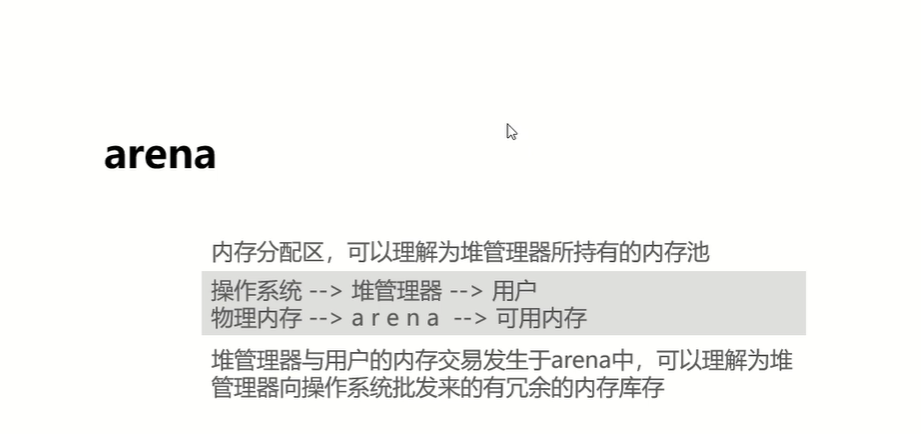 arena
内存分配区，可以理解为堆管理器所持有的内存池
操作系统 --> 堆管理器 --> 用户
物理内存 --> a r e n a --> 可用内存
堆管理器与用户的内存交易发生于arena中，可以理解为堆
管理器向操作系统批发来的有冗余的内存库存